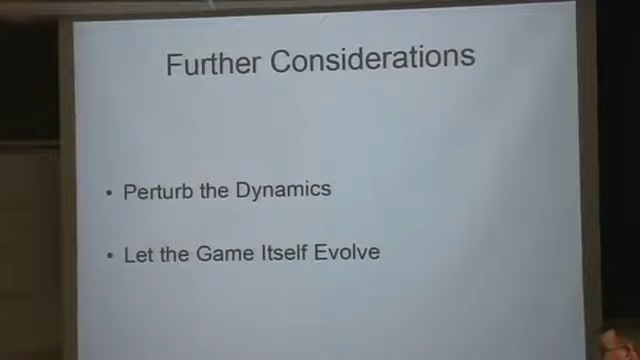 Further Considerations
• Perturb the Dynamics
• Let the Game Itself Evolve